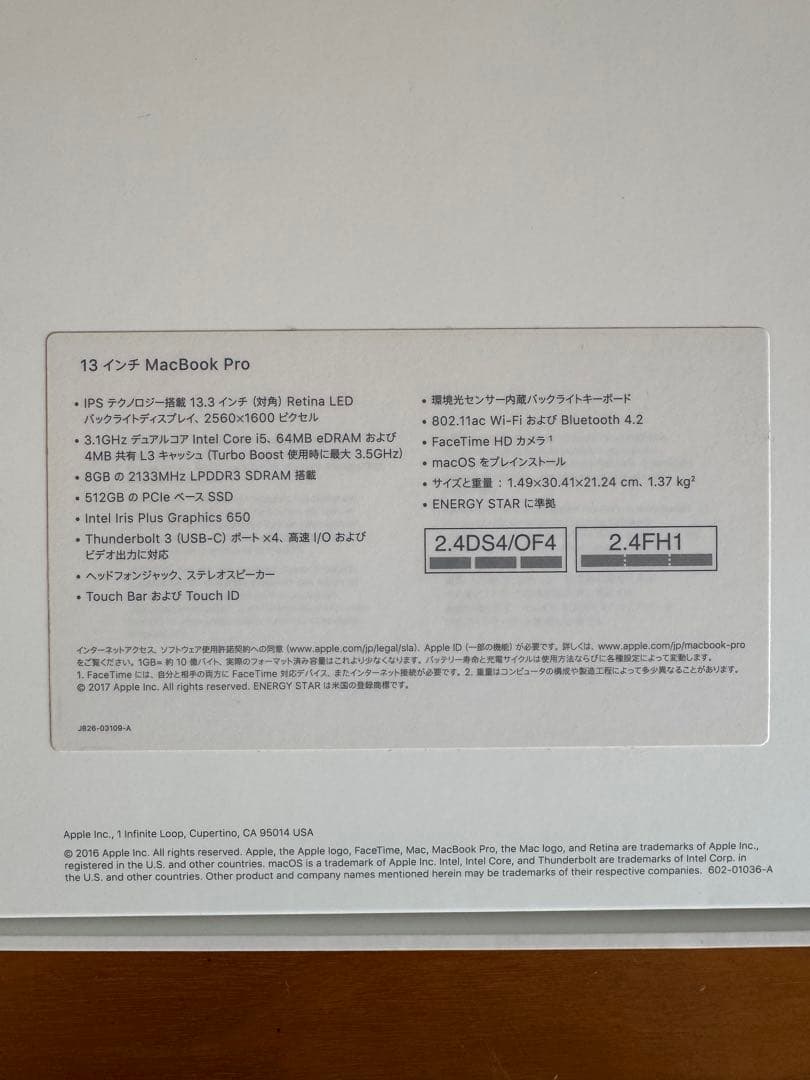 13 インチ MacBook Pro
• IPS テクノロジー搭載 13.3 インチ (対角) Retina LED
バックライトディスプレイ、2560×1600 ピクセル
• 3.1GHz デュアルコア Intel Core i5、64MB eDRAM および
4MB 共有 L3 キャッシュ (Turbo Boost 使用時に最大 3.5GHz)
• 8GB の 2133MHz LPDDR3 SDRAM 搭載
• 512GB の PCIe ベース SSD
• Intel Iris Plus Graphics 650
• Thunderbolt 3 (USB-C) ポート ×4、高速 I/O および
ビデオ出力に対応
• ヘッドフォンジャック、ステレオスピーカー
• Touch Bar および Touch ID
• 環境光センサー内蔵バックライトキーボード
• 802.11ac Wi-Fi および Bluetooth 4.2
• FaceTime HD カメラ¹
• macOS をプレインストール
• サイズと重量：1.49×30.41×21.24 cm、1.37 kg²
• ENERGY STAR に準拠
2.4DS4/OF4
2.4FH1
インターネットアクセス、ソフトウェア使用許諾契約への同意 (www.apple.com/jp/legal/sla)、Apple ID (一部の機能) が必要です。詳しくは、www.apple.com/jp/macbook-pro
をご覧ください。1GB= 約 10 億バイト、実際のフォーマット済み容量はこれより少なくなります。バッテリー寿命と充電サイクルは使用方法ならびに各種設定によって変動します。
1. FaceTime には、自分と相手の両方に FaceTime 対応デバイス、またインターネット接続が必要です。2. 重量はコンピュータの構成や製造工程によって多少異なることがあります。
© 2017 Apple Inc. All rights reserved. ENERGY STAR は米国の登録商標です。
J826-03109-A
Apple Inc., 1 Infinite Loop, Cupertino, CA 95014 USA
© 2016 Apple Inc. All rights reserved. Apple, the Apple logo, FaceTime, Mac, MacBook Pro, the Mac logo, and Retina are trademarks of Apple Inc.,
registered in the U.S. and other countries. macOS is a trademark of Apple Inc. Intel, Intel Core, and Thunderbolt are trademarks of Intel Corp. in
the U.S. and other countries. Other product and company names mentioned herein may be trademarks of their respective companies. 602-01036-A